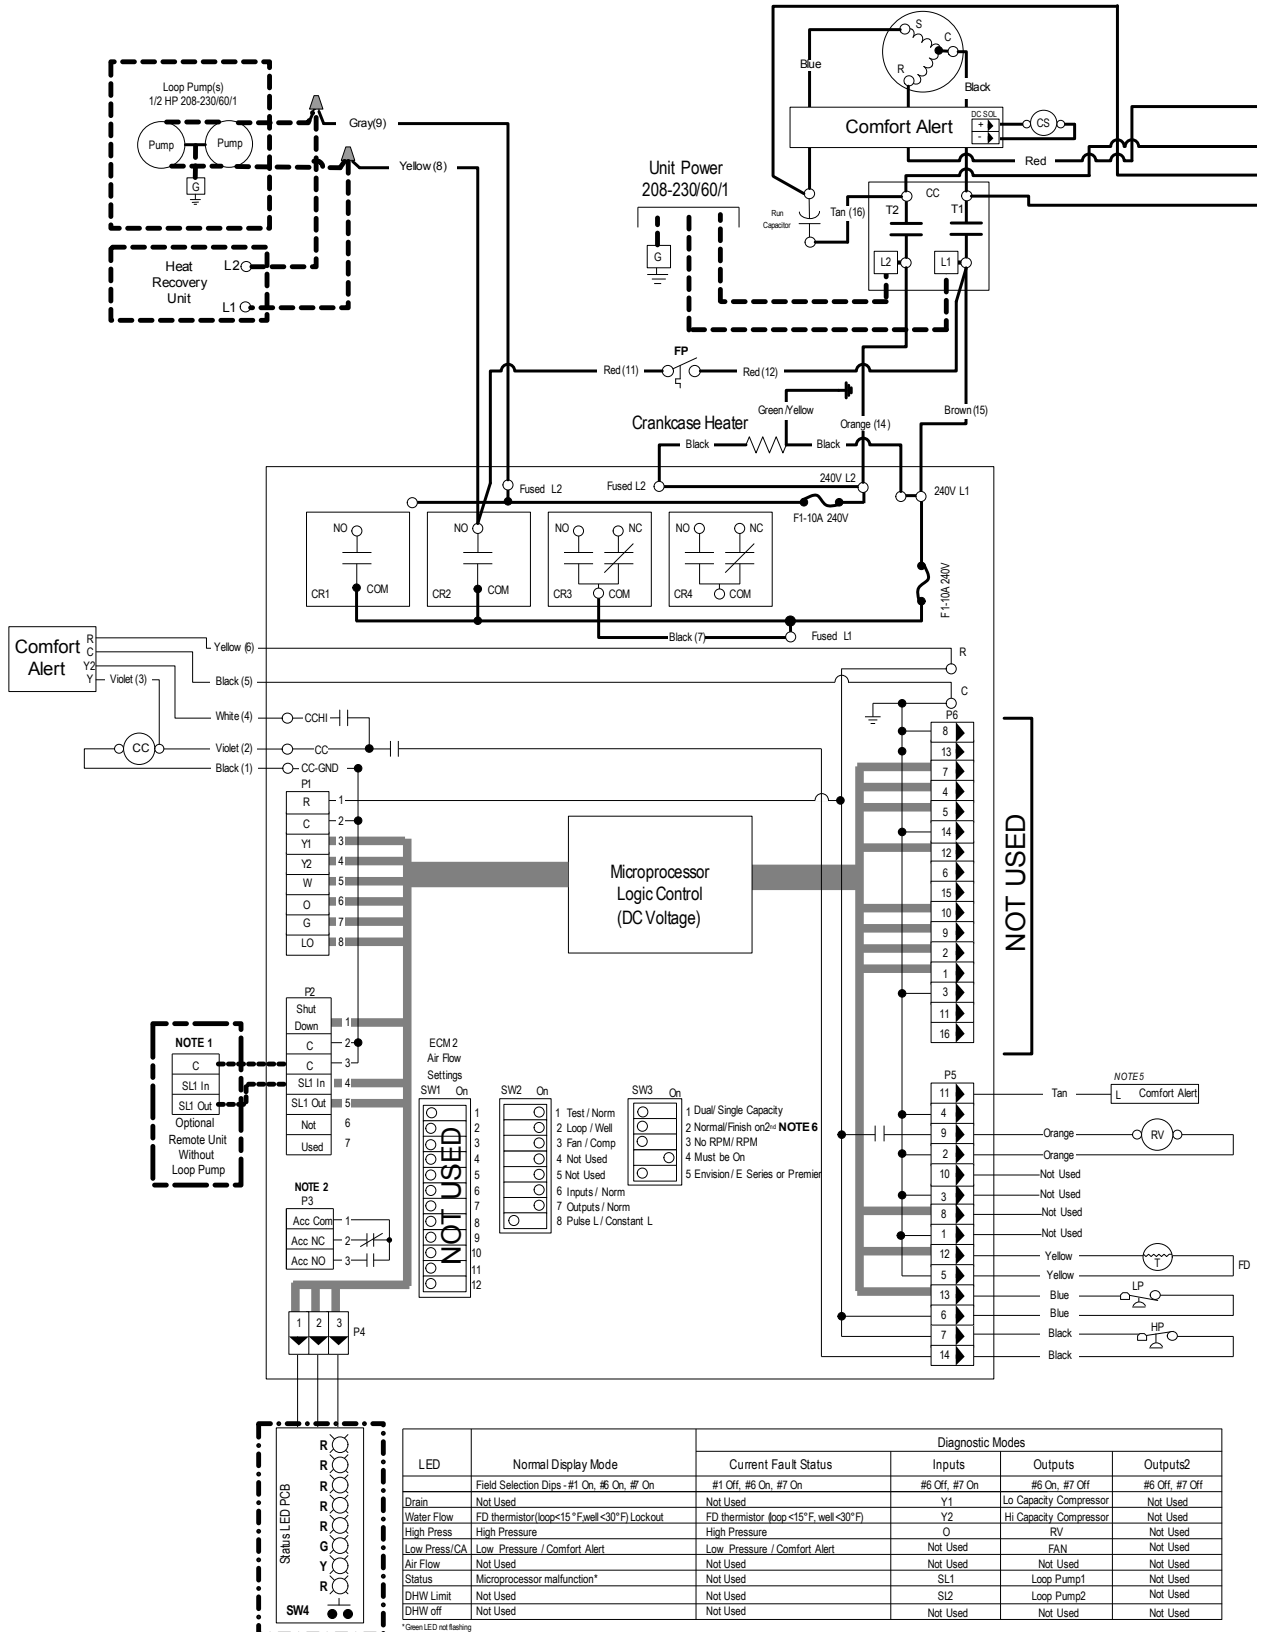 S
C
R
Blue
Black
Loop Pump(s)
1/2 HP 208-230/60/1
Pump
Pump
G
Gray(9)
Yellow(8)
Comfort Alert
DC SOL
+
-
CS
Red
Unit Power
208-230/60/1
G
Run
Capacitor
Tan (16)
CC
T2
T1
L2
L1
Heat
Recovery
Unit
L2
L1
FP
Red(11)
Red(12)
Green/Yellow
Crankcase Heater
Orange (14)
Brown(15)
Black
Black
Fused L2
Fused L2
240V L2
240V L1
F1-10A 240V
F1-10A 240V
NO
COM
CR1
NO
COM
CR2
NO
NC
COM
CR3
NO
NC
COM
CR4
Black (7)
Fused L1
Comfort
Alert
R
C
Y2
Y
Yellow (6)
Black(5)
Violet(3)
White(4)
CCHI
CC
Violet (2)
CC
Black(1)
CC-GND
R
C
P1
R 1
C 2
Y1 3
Y2 4
W 5
O 6
G 7
LO 8
Microprocessor
Logic Control
(DC Voltage)
P6
8
13
7
4
5
14
12
6
15
10
9
2
1
3
11
16
NOT USED
P2
Shut
Down 1
C 2
C 3
SL1 In 4
SL1 Out 5
Not 6
Used 7
NOTE 1
C
SL1 In
SL1 Out
Optional
Remote Unit
Without
Loop Pump
NOTE 2
P3
Acc Com 1
Acc NC 2
Acc NO 3
1 2 3 P4
ECM 2
Air Flow
Settings
SW1 On
1
2
3
4
5
6
7
8
9
10
11
12
NOT USED
SW2 On
1 Test / Norm
2 Loop / Well
3 Fan / Comp
4 Not Used
5 Not Used
6 Inputs / Norm
7 Outputs / Norm
8 Pulse L / Constant L
SW3 On
1 Dual/ Single Capacity
2 Normal/Finish on2nd NOTE 6
3 No RPM/ RPM
4 Must be On
5 Envision/ E Series or Premier
P5
11 Tan
NOTE5
L Comfort Alert
4
9 Orange
RV
2 Orange
10 Not Used
3 Not Used
8 Not Used
1 Not Used
12 Yellow
T
FD
5 Yellow
13 Blue
LP
6 Blue
7 Black
HP
14 Black
Status LED PCB
R
R
R
R
R
G
Y
R
SW4
Diagnostic Modes
LED Normal Display Mode Current Fault Status Inputs Outputs Outputs2
Field Selection Dips - #1 On, #6 On, #7 On #1 Off, #6 On, #7 On #6 Off, #7 On #6 On, #7 Off #6 Off, #7 Off
Drain Not Used Not Used Y1 Lo Capacity Compressor Not Used
Water Flow FD thermistor(loop<15°F,well<30°F) Lockout FD thermistor (loop <15°F, well<30°F) Y2 Hi Capacity Compressor Not Used
High Press High Pressure High Pressure O RV Not Used
Low Press/CA Low Pressure / Comfort Alert Low Pressure / Comfort Alert Not Used FAN Not Used
Air Flow Not Used Not Used Not Used Not Used Not Used
Status Microprocessor malfunction* Not Used SL1 Loop Pump1 Not Used
DHW Limit Not Used Not Used SL2 Loop Pump2 Not Used
DHW off Not Used Not Used Not Used Not Used Not Used
*Green LED not flashing